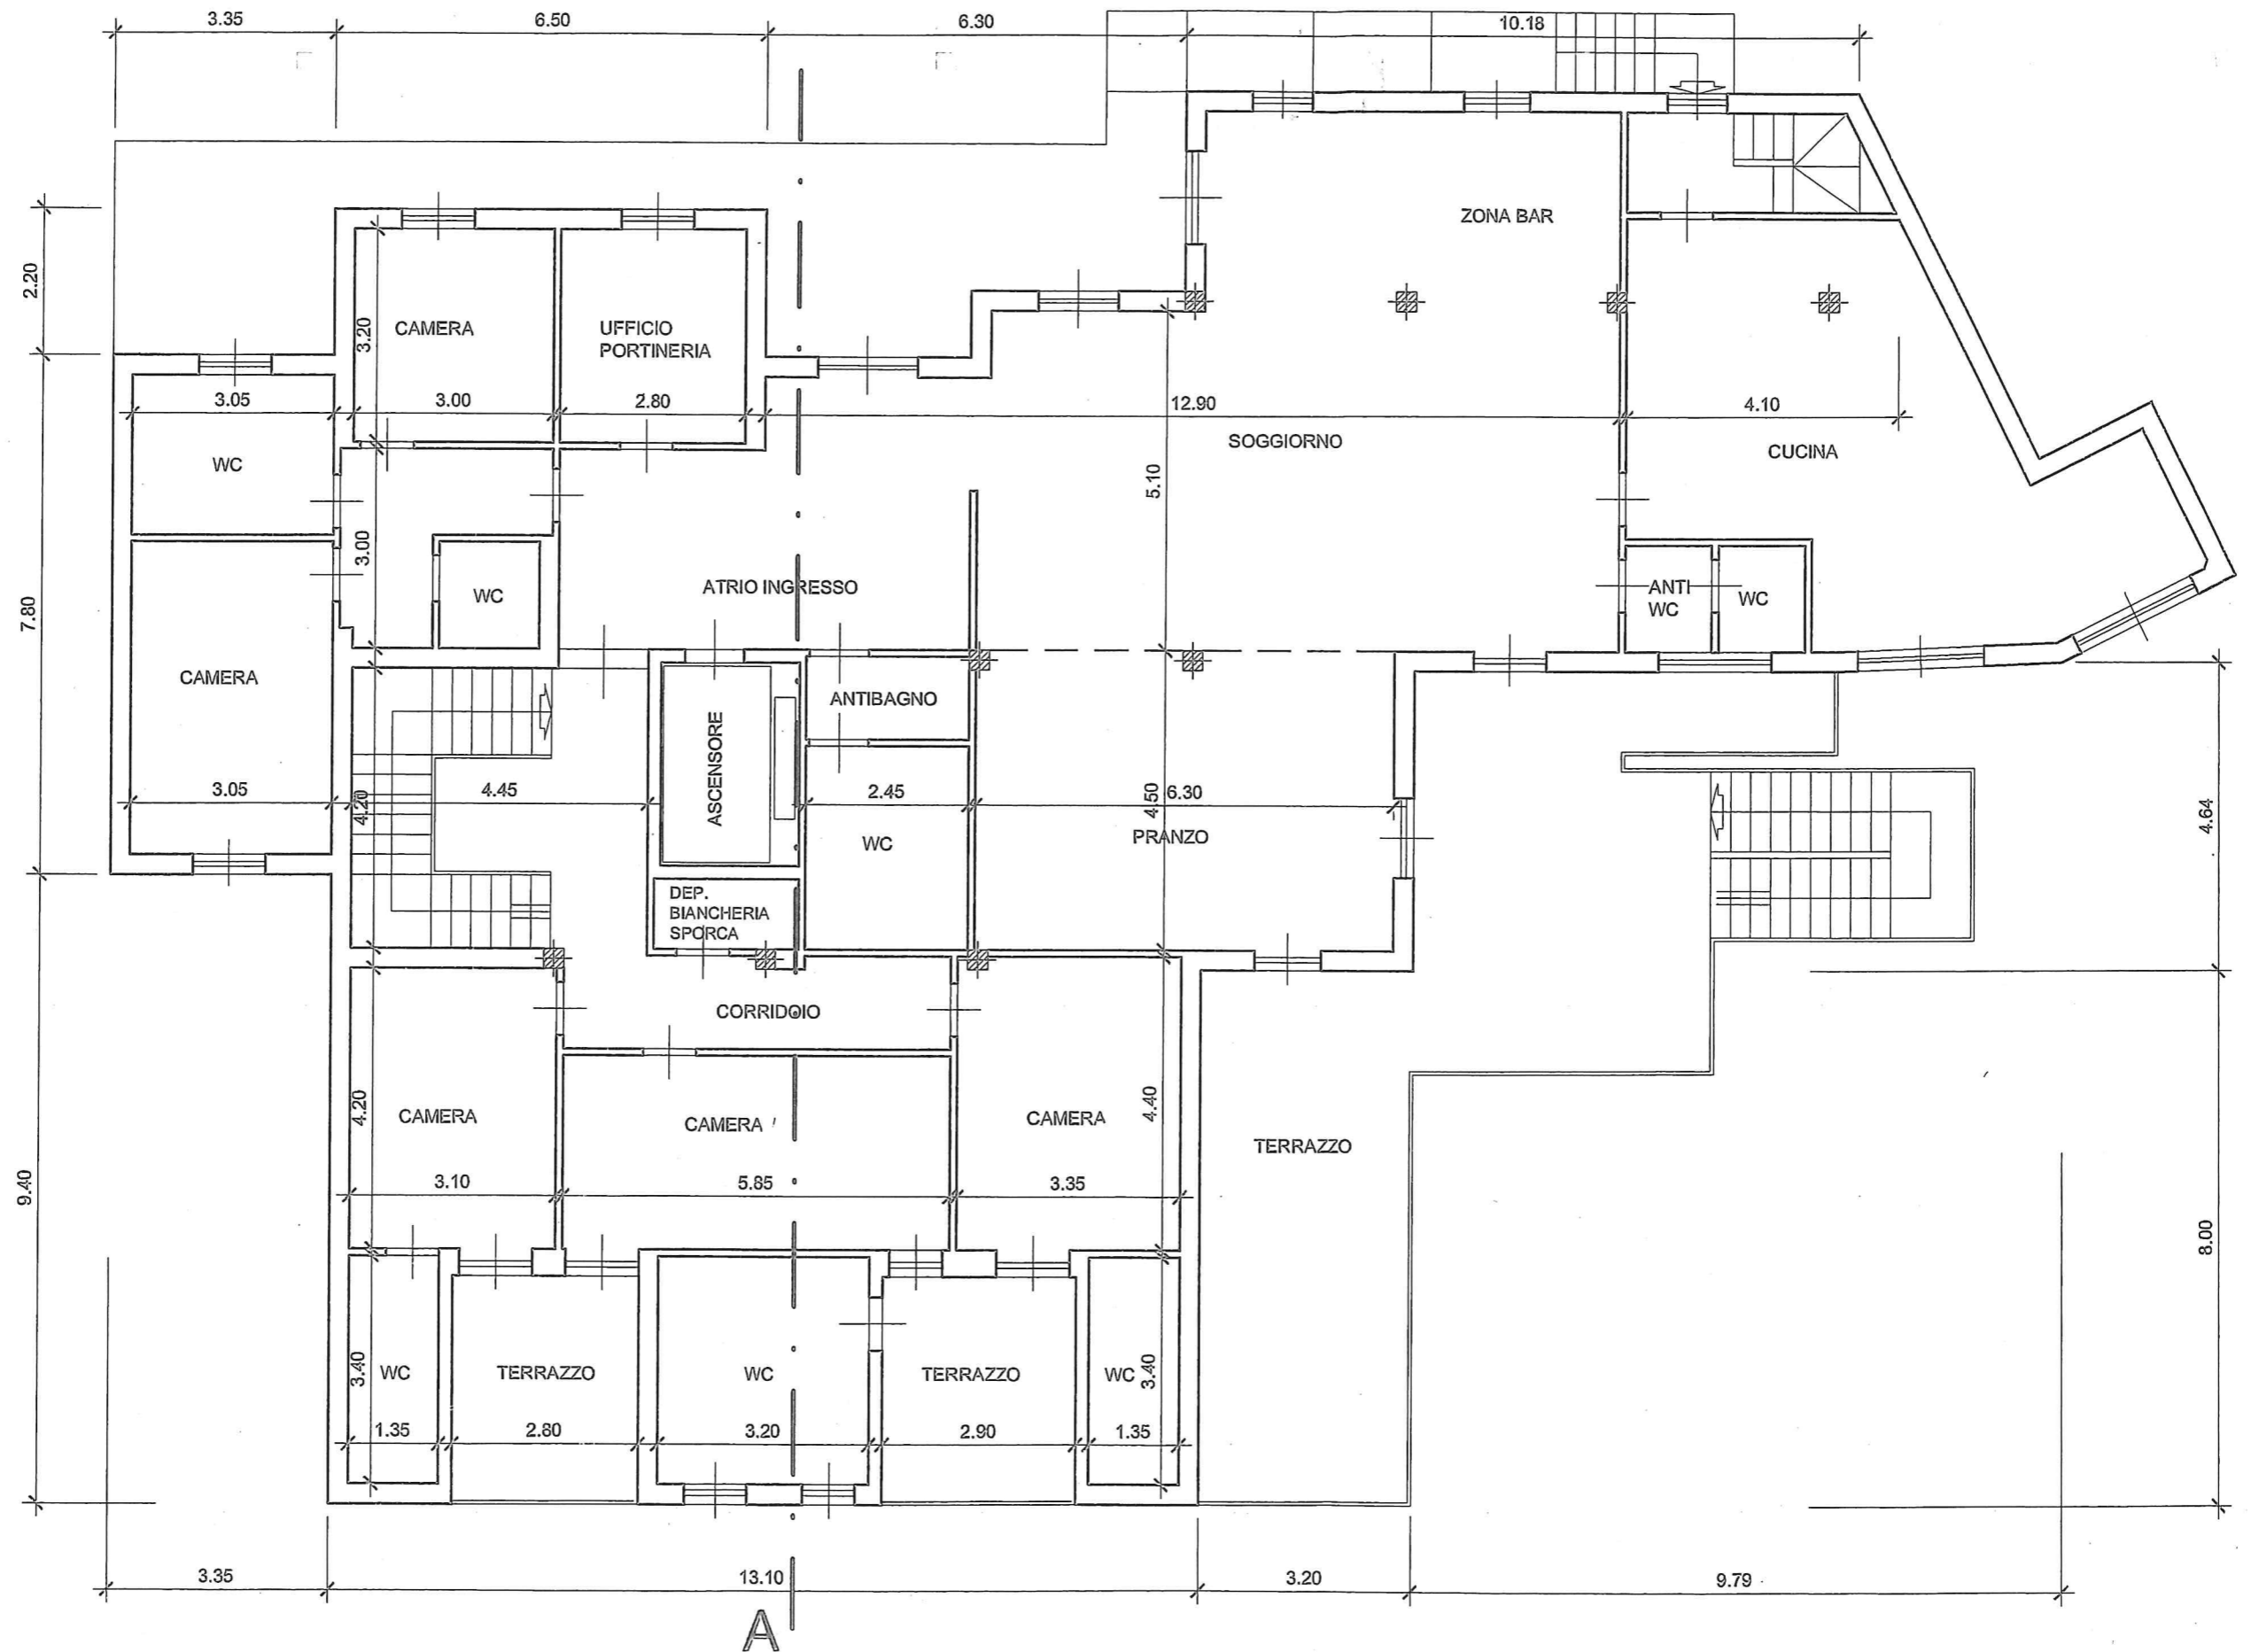 3.35 6.50 6.30 10.18
2.20
ZONA BAR
3.20
CAMERA
UFFICIO
PORTINERIA
3.05 3.00 2.80 12.90 4.10
SOGGIORNO
CUCINA
WC
5.10
3.00
7.80
WC
ATRIO INGRESSO
ANTI
WC
WC
CAMERA
ASCENSORE
ANTIBAGNO
3.05
4.20
4.45
2.45
4.50
6.30
4.64
WC
PRANZO
DEP.
BIANCHERIA
SPORCA
CORRIDOIO
4.20
CAMERA
CAMERA
CAMERA
4.40
TERRAZZO
9.40
3.10 5.85 3.35
8.00
3.40
WC
TERRAZZO
WC
TERRAZZO
WC
3.40
1.35 2.80 3.20 2.90 1.35
3.35 13.10 3.20 9.79
A